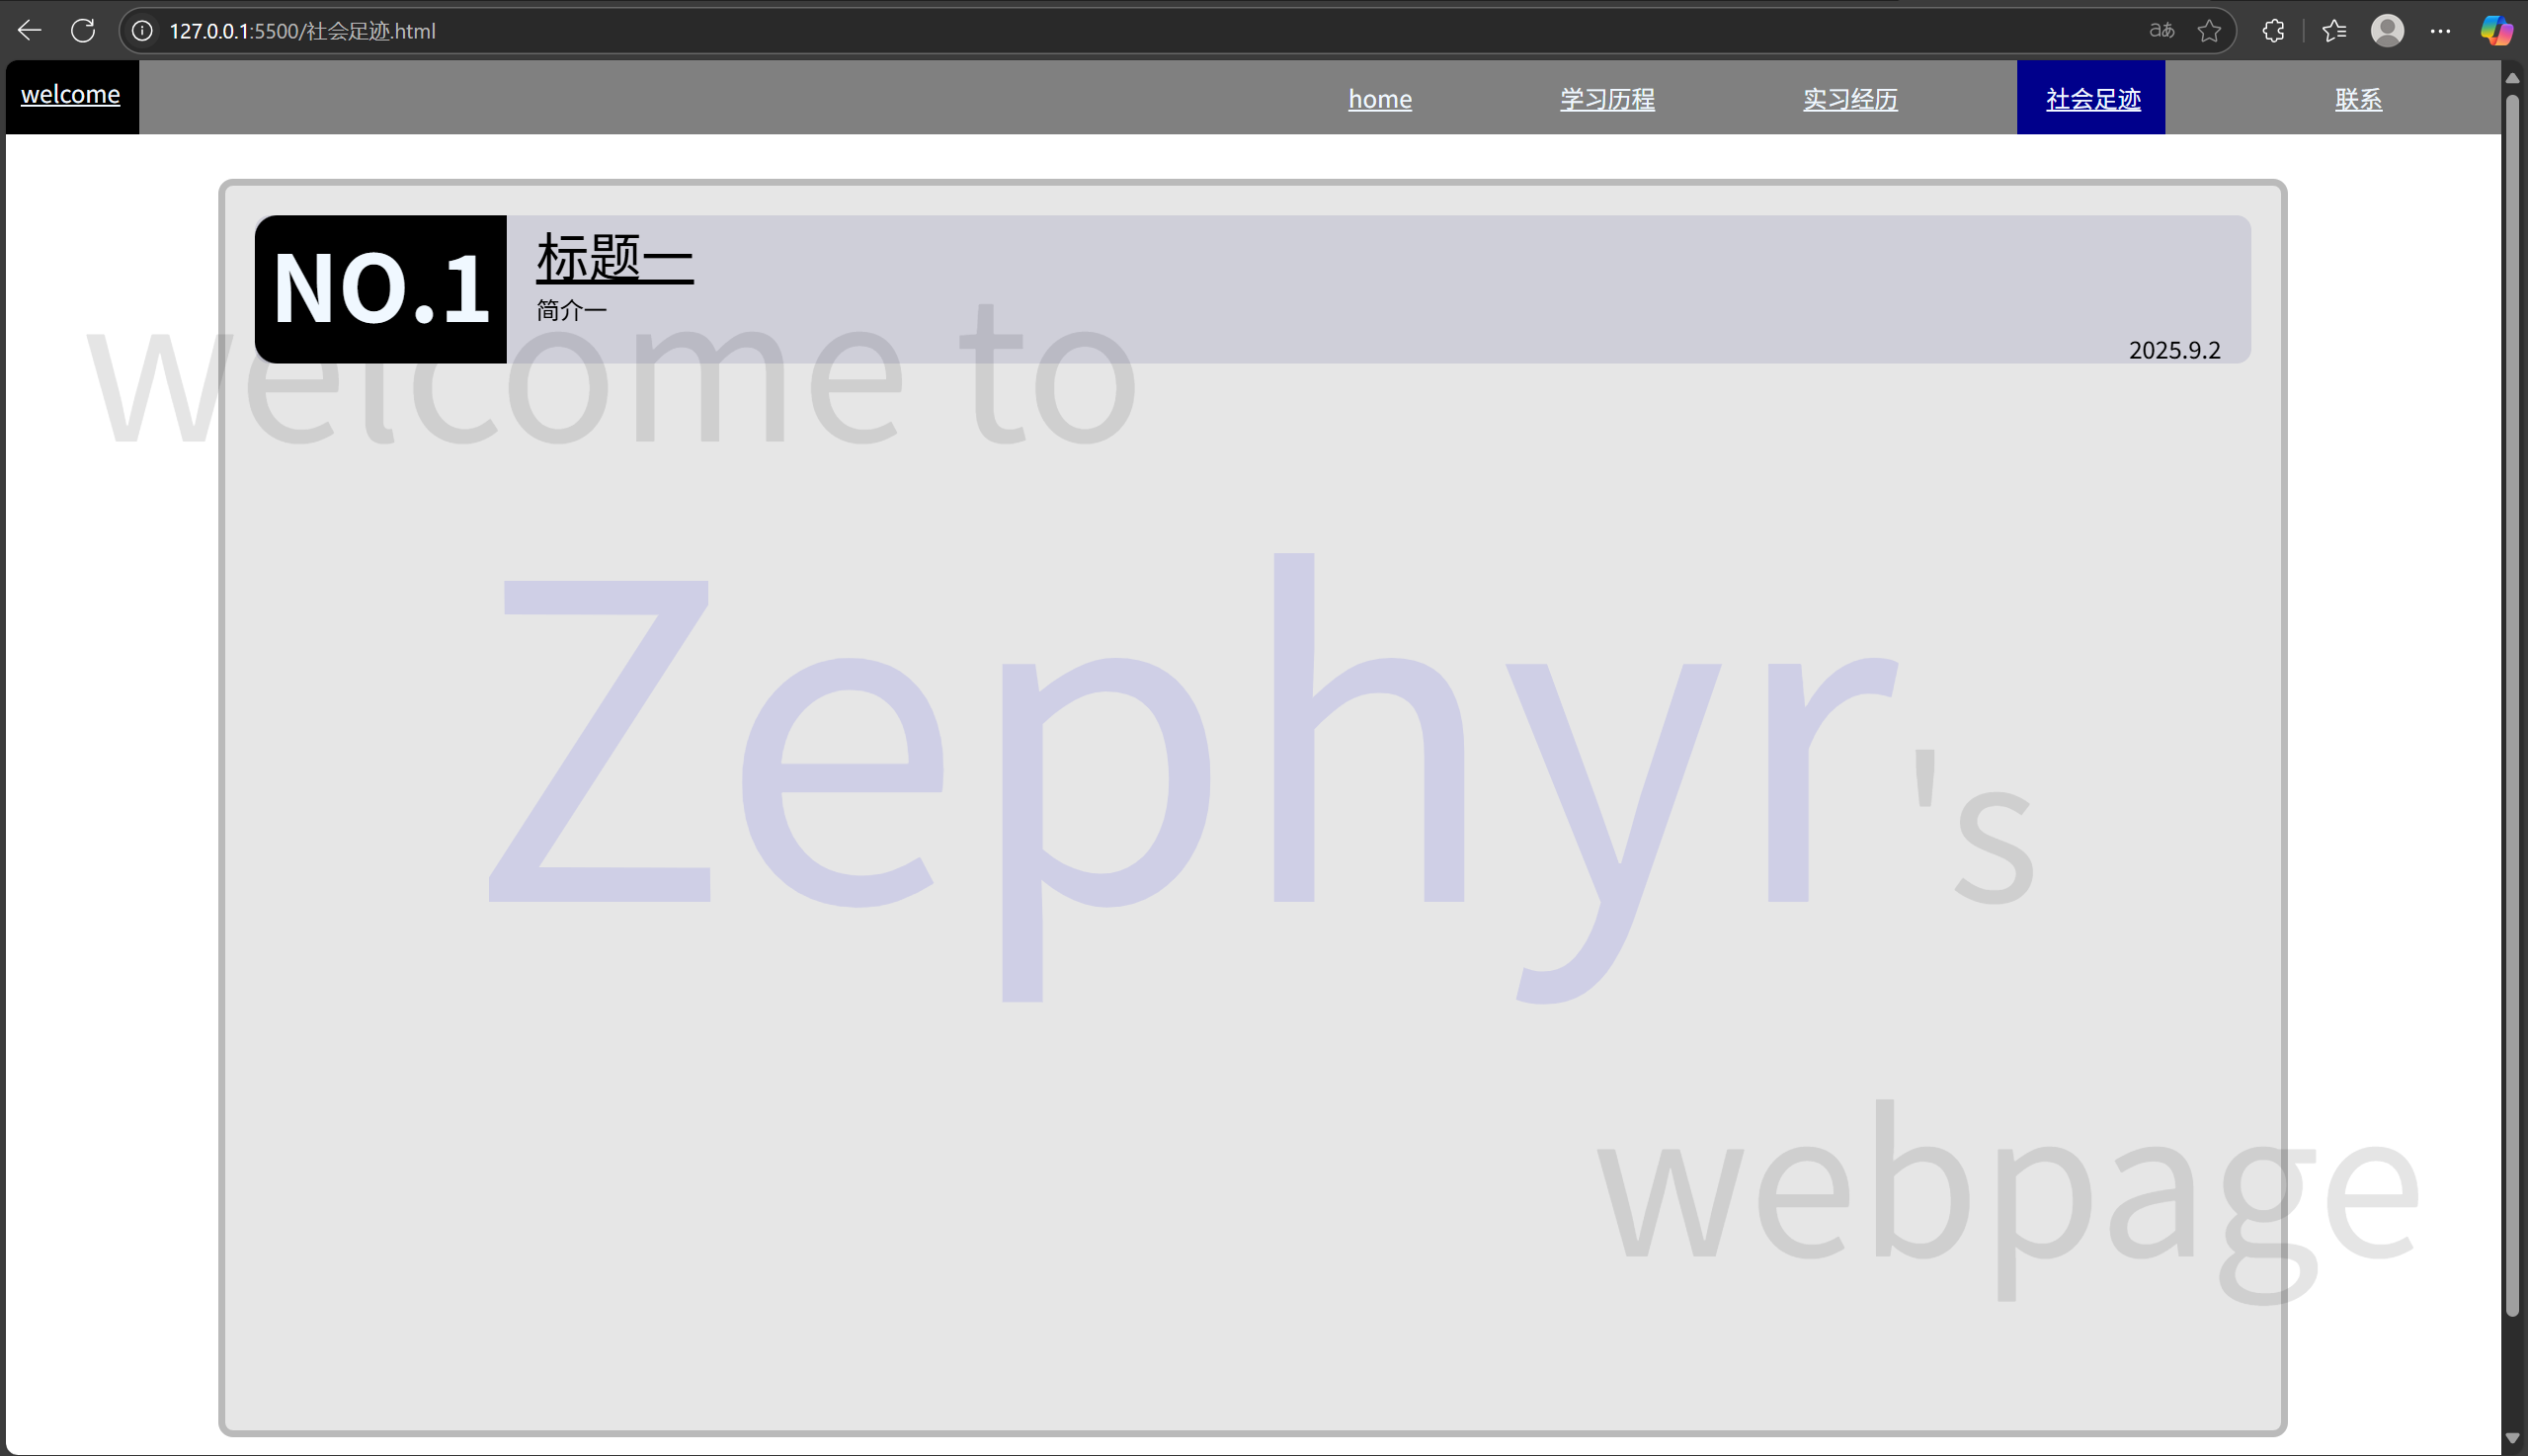 127.0.0.1:5500/社会足迹.html
welcome home 学习历程 实习经历 社会足迹 联系
NO.1 标题一
简介一
2025.9.2
welcome to
Zephyr's
webpage